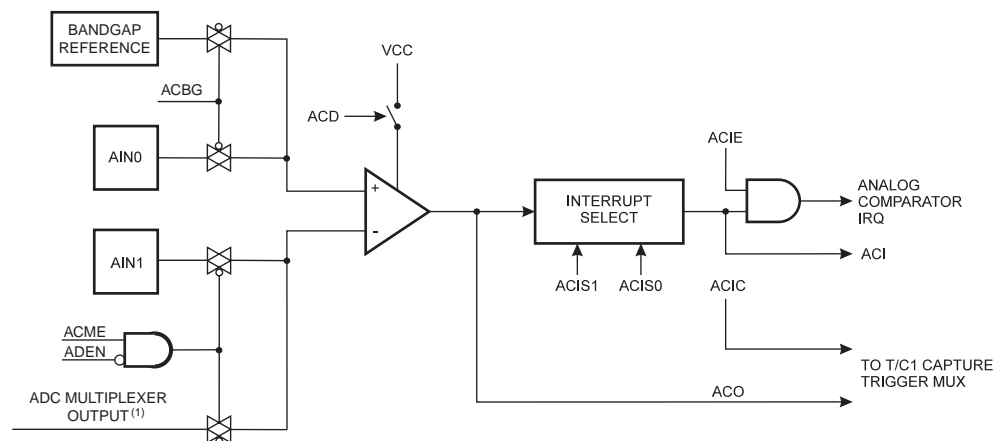 BANDGAP
REFERENCE
VCC
ACBG
ACD
ACIE
AIN0
+
-
INTERRUPT
SELECT
ANALOG
COMPARATOR
IRQ
AIN1
ACI
ACIS1 ACIS0 ACIC
ACME
ADEN
TO T/C1 CAPTURE
TRIGGER MUX
ADC MULTIPLEXER
OUTPUT (1)
ACO